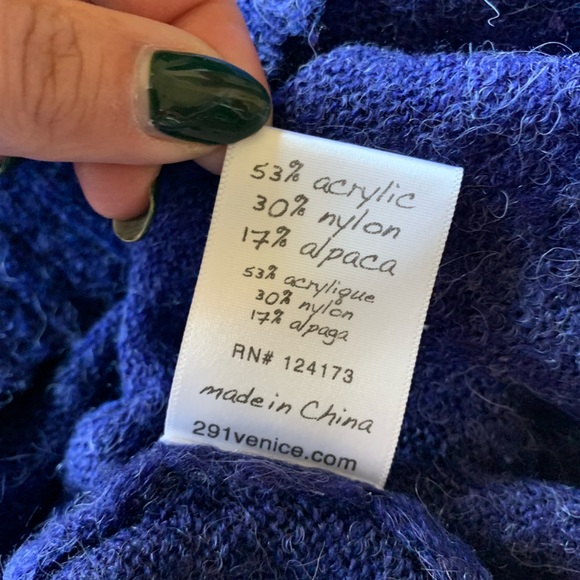 53% acrylic
30% nylon
17% alpaca
53% acrylique
30% nylon
17% alpaga
RN# 124173
made in China
291venice.com